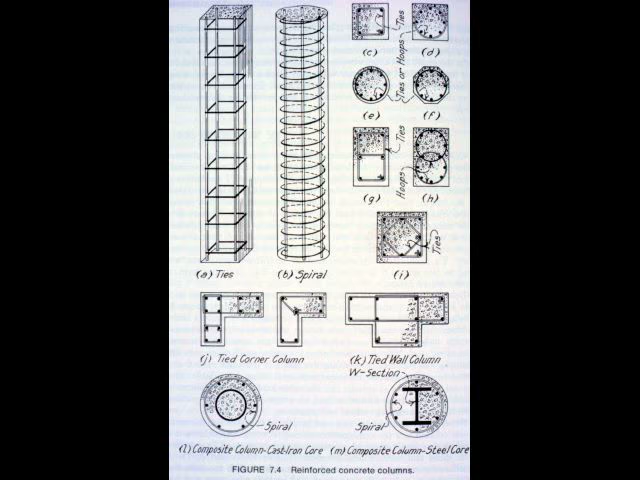 Ties
(c)
(d)
Ties or Hoops
(e)
(f)
Ties
Hoops
(g)
(h)
Ties
(a) Ties
(b) Spiral
(i)
(j) Tied Corner Column
(k) Tied Wall Column
W-Section
Spiral
Spiral
(l) Composite Column-Cast-Iron Core
(m) Composite Column-Steel Core
FIGURE 7.4 Reinforced concrete columns.